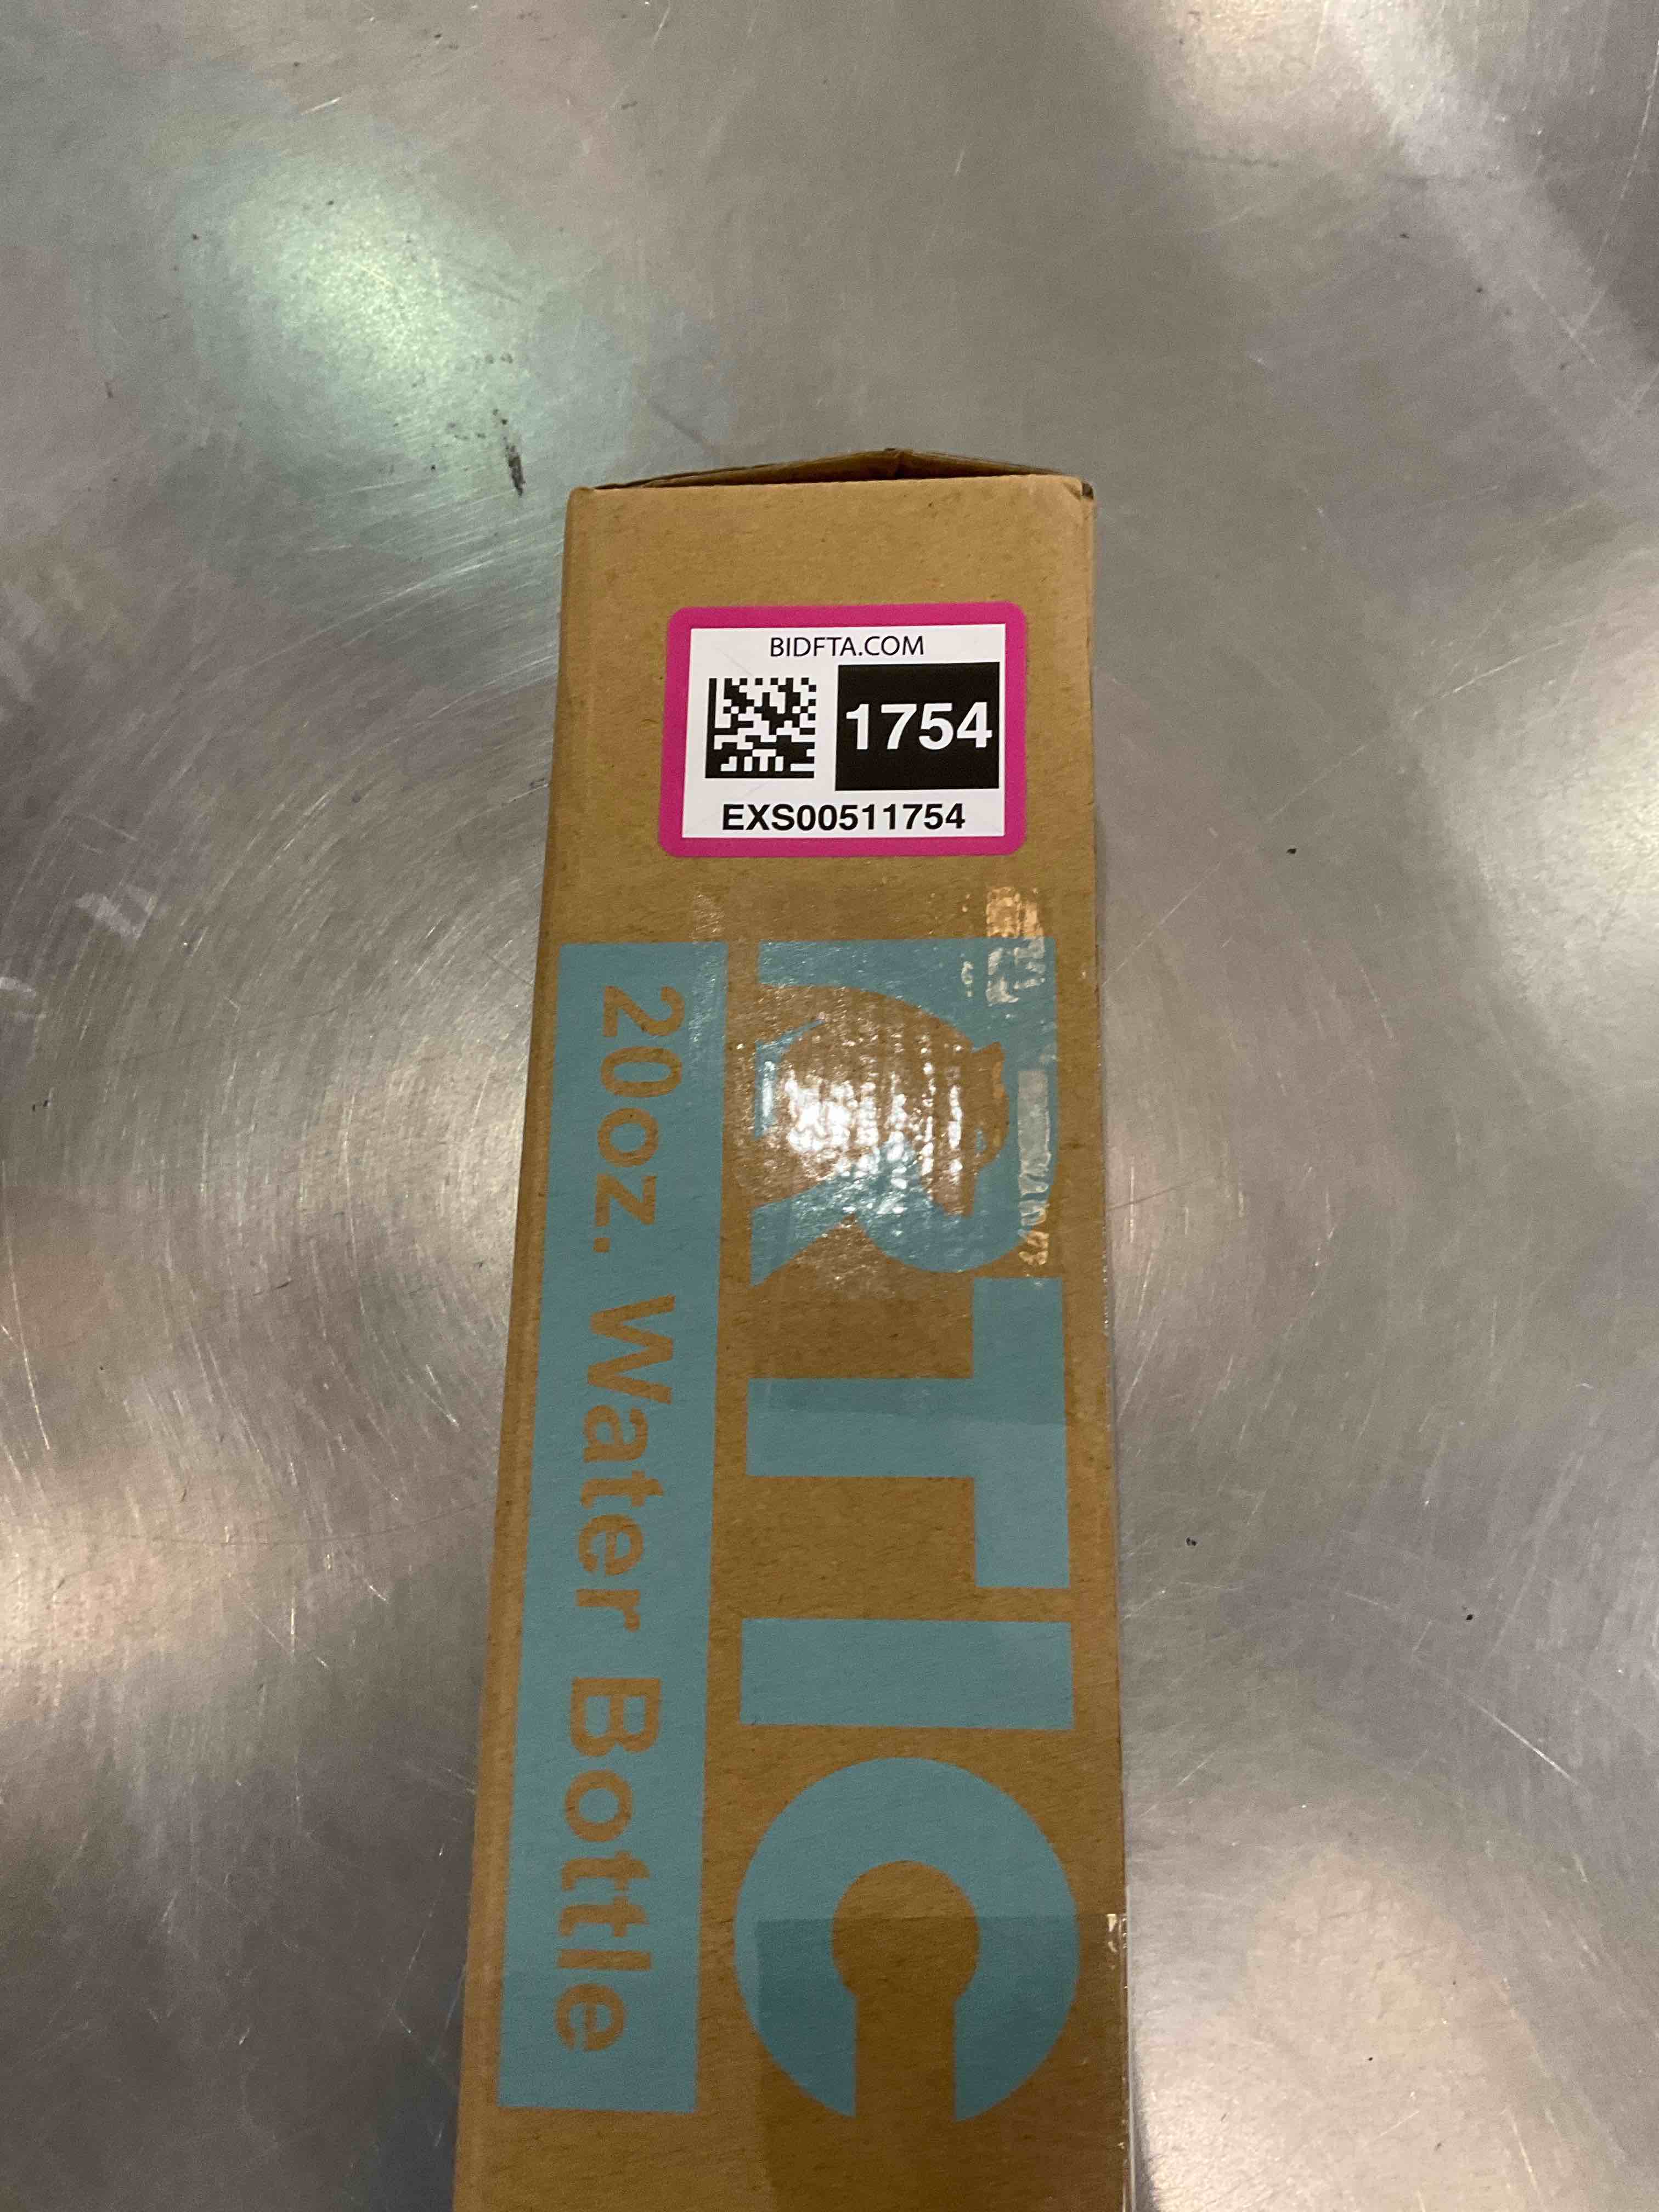 BIDFTA.COM
1754
EXS00511754
RTIC
20oz. Water Bottle